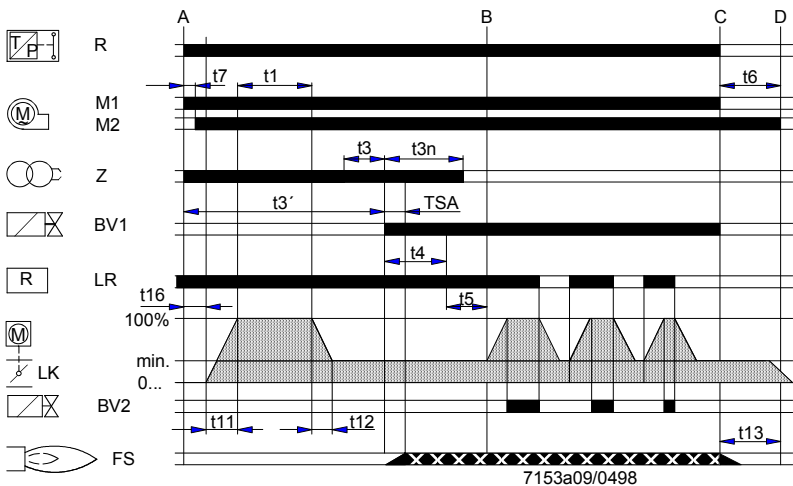 A B C D
T P R
t7 t1 t6
M M1
M2
t3 t3n
Z
t3´ TSA
BV1
t4
R LR
t16 t5
100%
M
min.
LK
0...
BV2
t11 t12 t13
FS
7153a09/0498